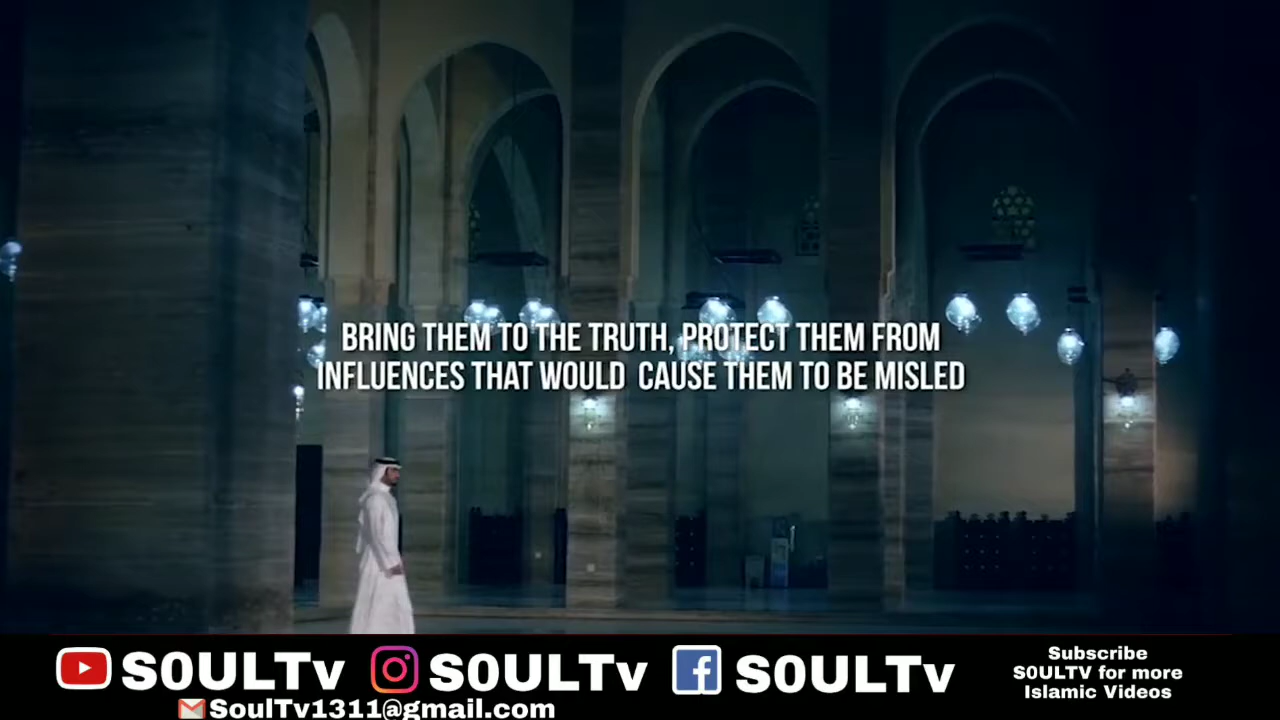 BRING THEM TO THE TRUTH, PROTECT THEM FROM
INFLUENCES THAT WOULD CAUSE THEM TO BE MISLED
S0ULTv S0ULTv S0ULTv
SoulTv1311@gmail.com
Subscribe
S0ULTV for more
Islamic Videos